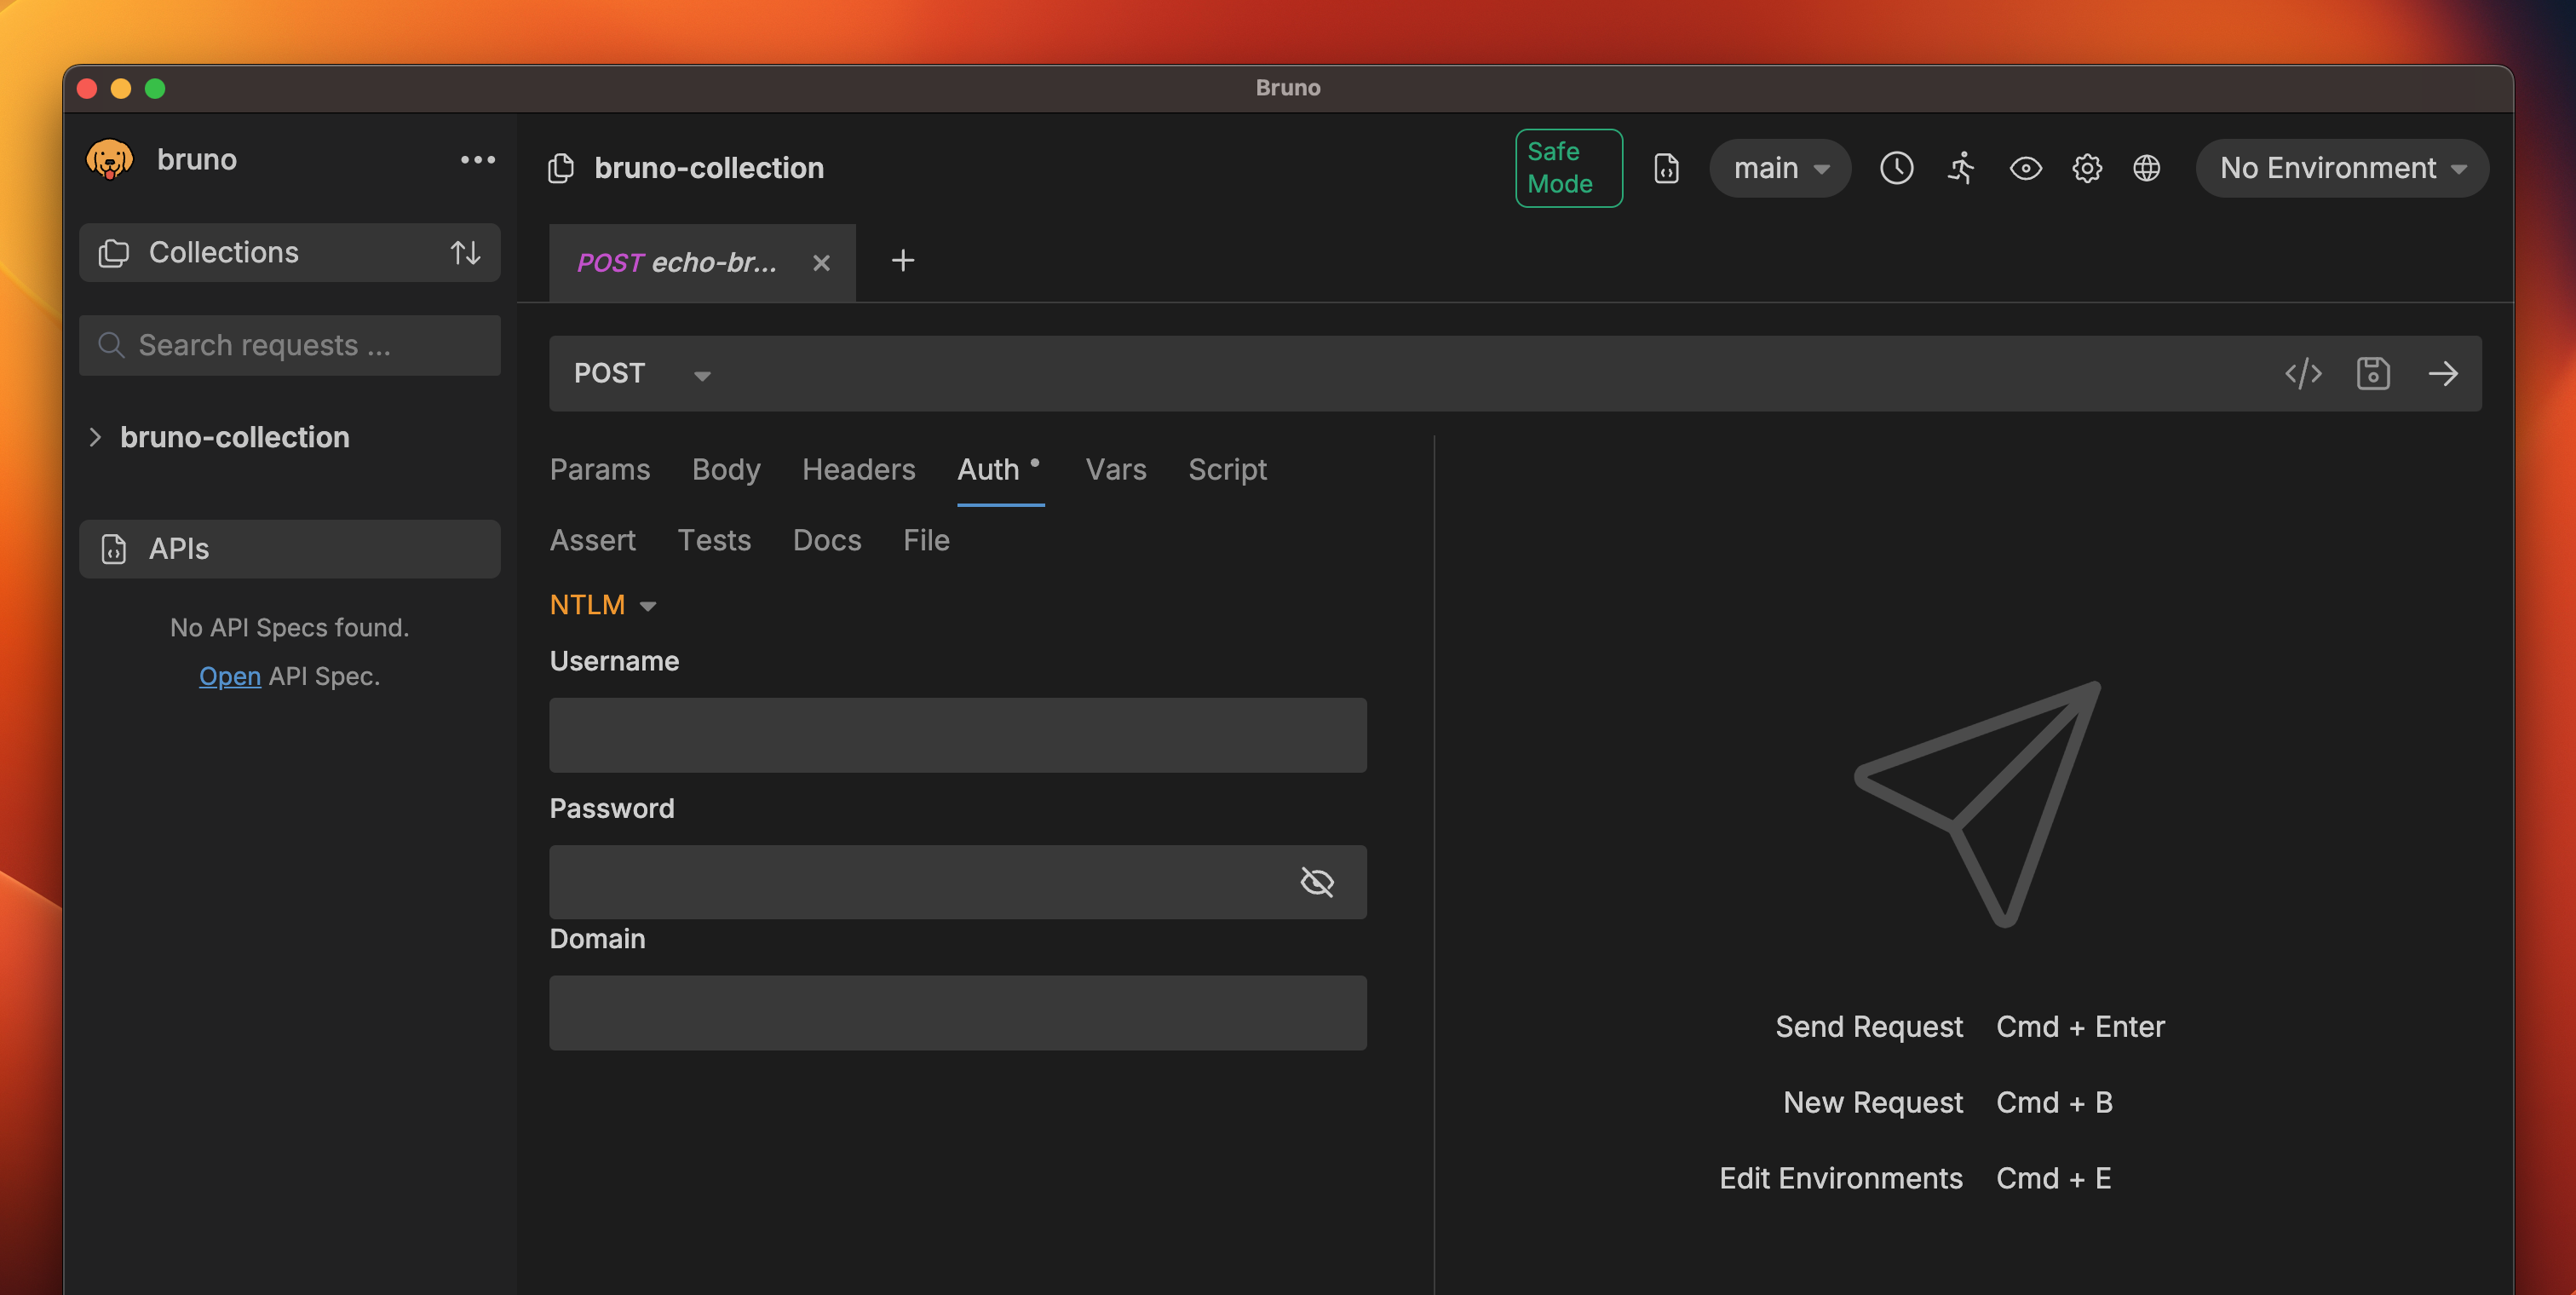 Bruno
bruno
Collections
Search requests ...
bruno-collection
APIs
No API Specs found.
Open API Spec.
bruno-collection
Safe
Mode
main
No Environment
POST echo-br...
POST
Params Body Headers Auth Vars Script
Assert Tests Docs File
NTLM
Username
Password
Domain
Send Request Cmd + Enter
New Request Cmd + B
Edit Environments Cmd + E